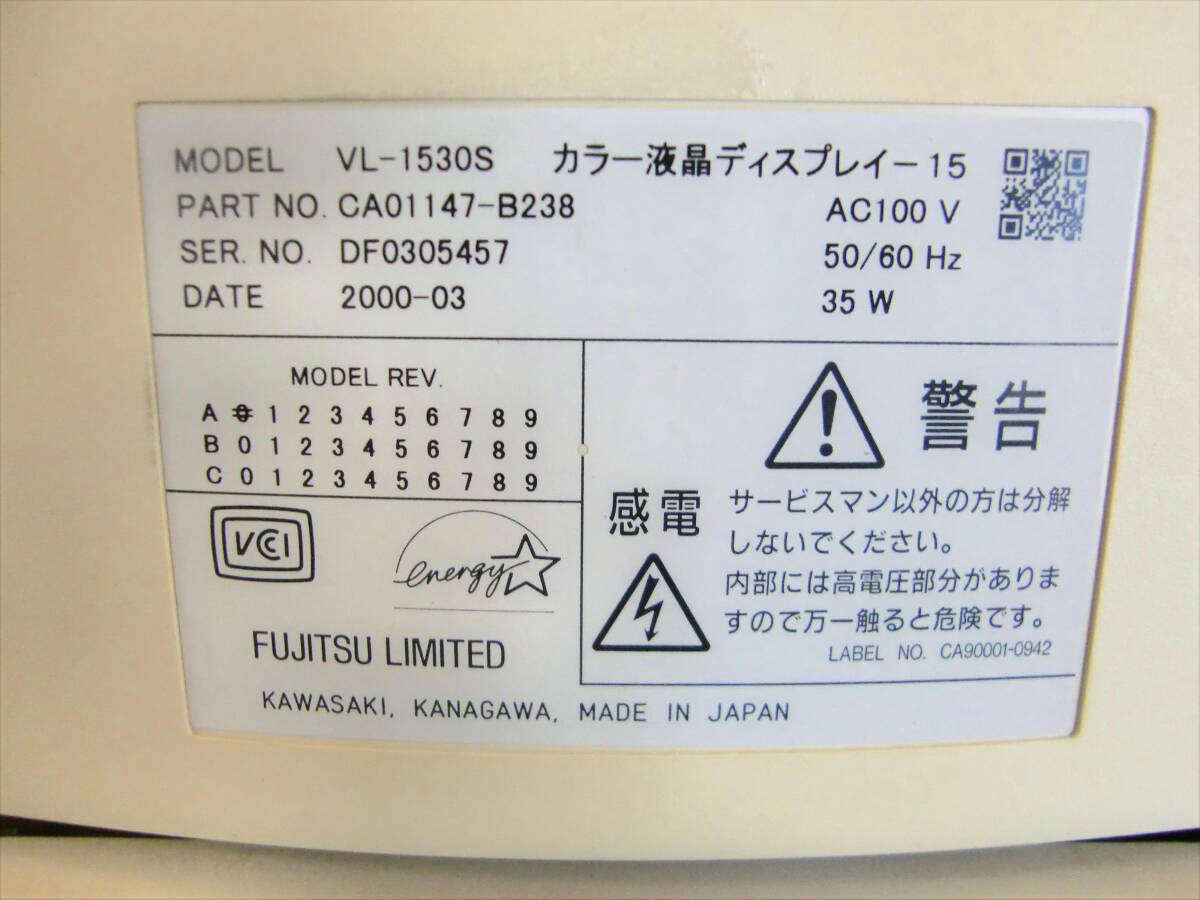 MODEL VL-1530S カラー液晶ディスプレイー15
PART NO. CA01147-B238 AC100 V
SER. NO. DF0305457 50/60 Hz
DATE 2000-03 35 W
MODEL REV.
A 0 1 2 3 4 5 6 7 8 9
B 0 1 2 3 4 5 6 7 8 9
C 0 1 2 3 4 5 6 7 8 9
VCCI
energy
FUJITSU LIMITED
KAWASAKI, KANAGAWA, MADE IN JAPAN
警告
感電
サービスマン以外の方は分解
しないでください。
内部には高電圧部分がありま
すので万一触ると危険です。
LABEL NO. CA90001-0942